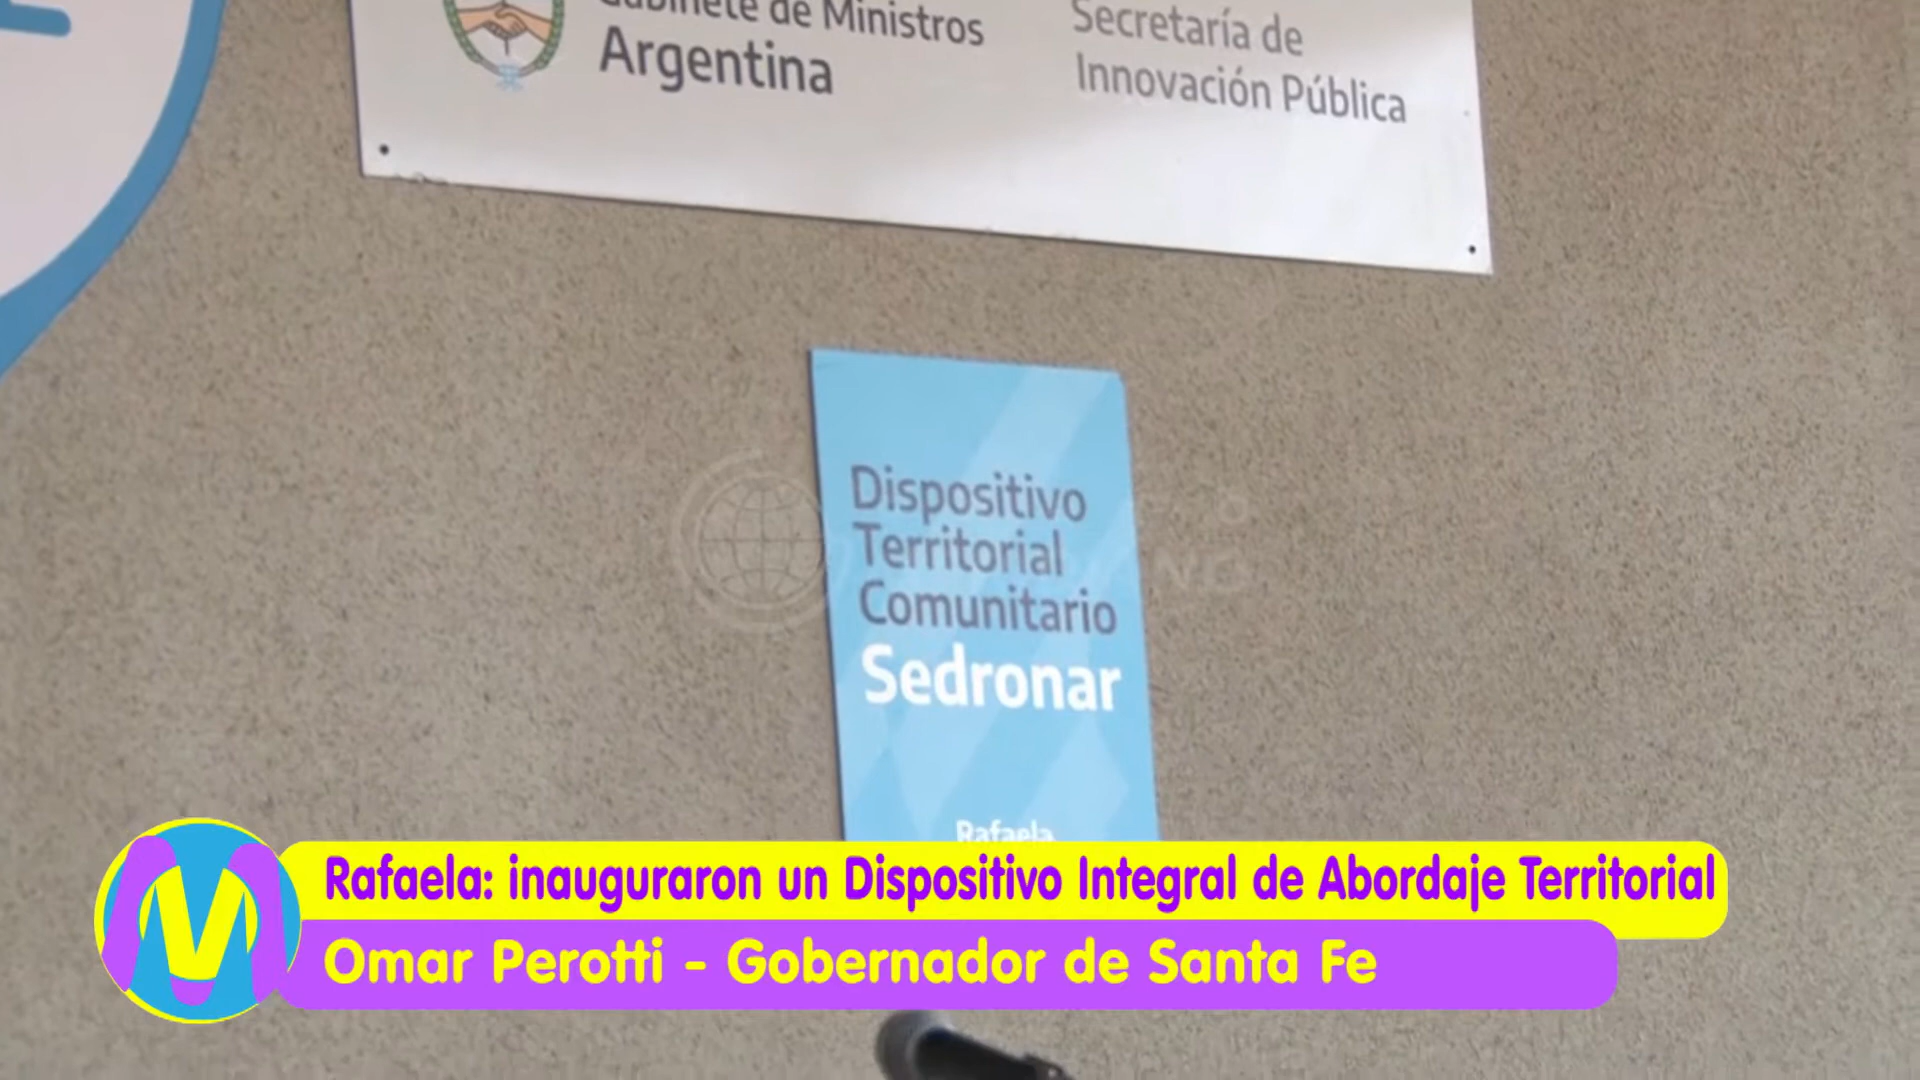 de Ministros
Argentina
Secretaría de
Innovación Pública
Dispositivo
Territorial
Comunitario
Sedronar
Rafaela
Rafaela: inauguraron un Dispositivo Integral de Abordaje Territorial
Omar Perotti - Gobernador de Santa Fe